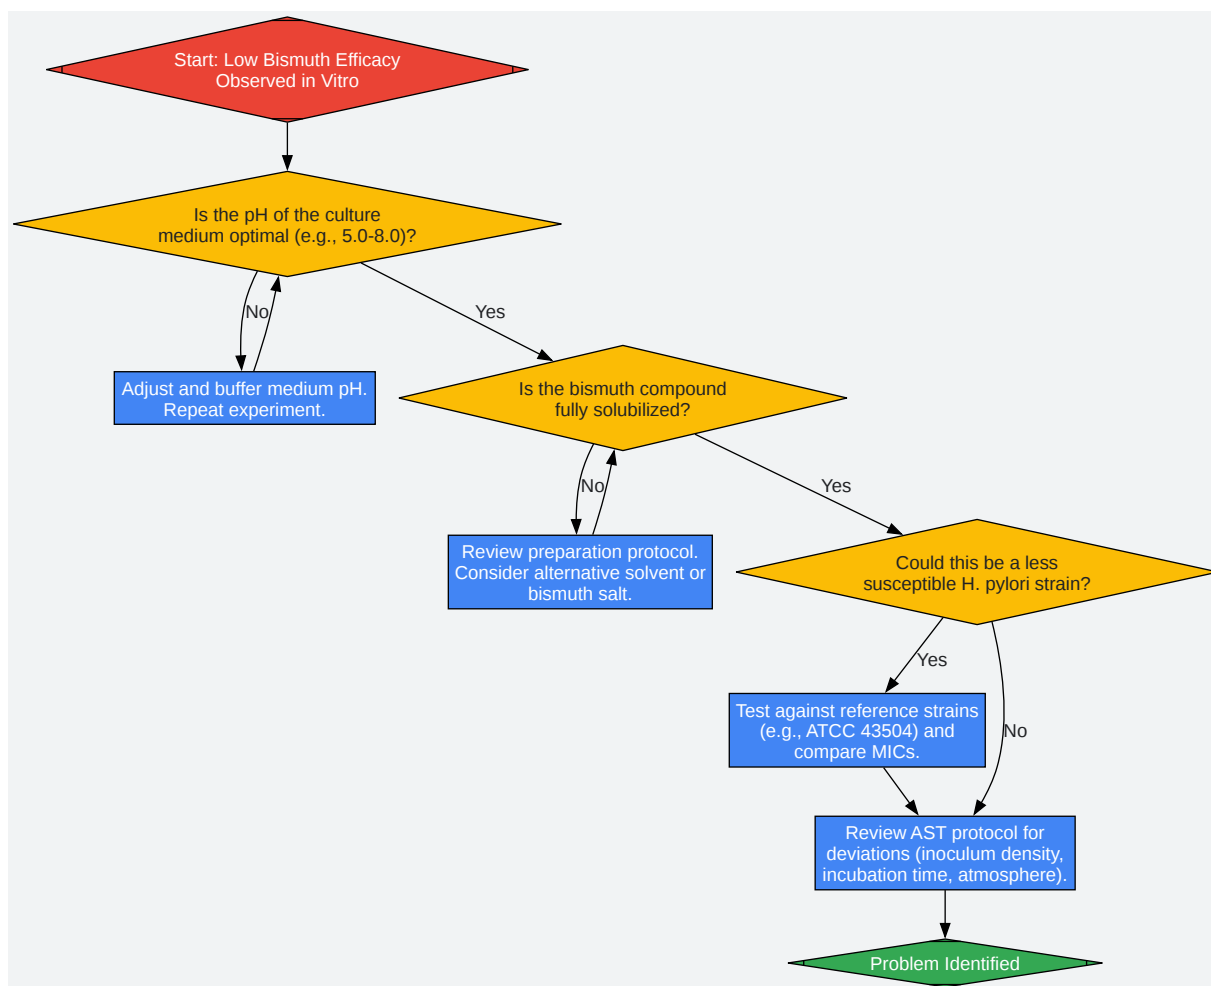 Start: Low Bismuth Efficacy
Observed in Vitro
Is the pH of the culture
medium optimal (e.g., 5.0-8.0)?
No
Yes
Adjust and buffer medium pH.
Repeat experiment.
Is the bismuth compound
fully solubilized?
No
Yes
Review preparation protocol.
Consider alternative solvent or
bismuth salt.
Could this be a less
susceptible H. pylori strain?
Yes
No
Test against reference strains
(e.g., ATCC 43504) and
compare MICs.
Review AST protocol for
deviations (inoculum density,
incubation time, atmosphere).
Problem Identified